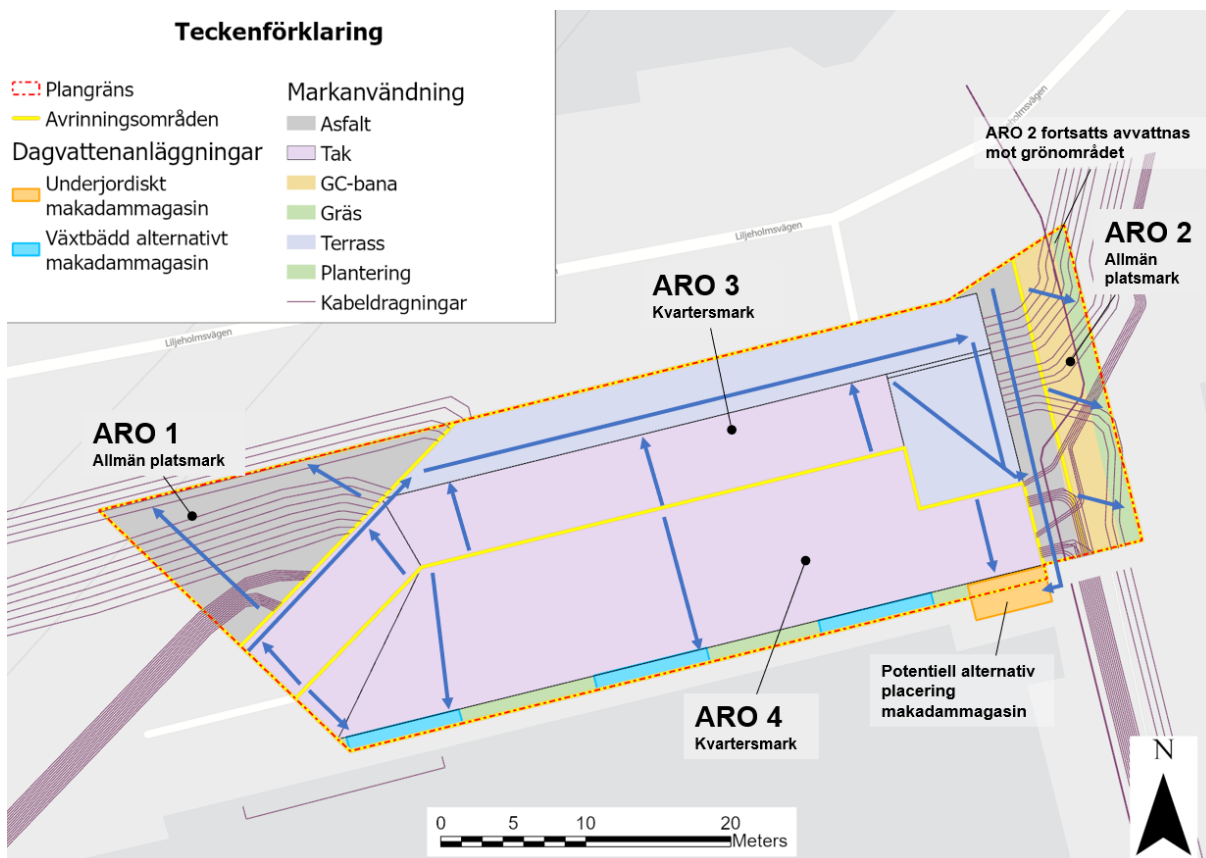 Teckenförklaring
Plangräns
Avrinningsområden
Dagvattenanläggningar
Underjordiskt
makadammagasin
Växtbädd alternativt
makadammagasin
Markanvändning
Asfalt
Tak
GC-bana
Gräs
Terrass
Plantering
Kabeldragningar
Liljeholmsvägen
ARO 2 fortsatts avvattnas
mot grönområdet
Liljeholmsvägen
Liljeholmsvägen
ARO 2
Allmän
platsmark
ARO 3
Kvartersmark
ARO 1
Allmän platsmark
Potentiell alternativ
placering
makadammagasin
ARO 4
Kvartersmark
N
0 5 10 20
Meters